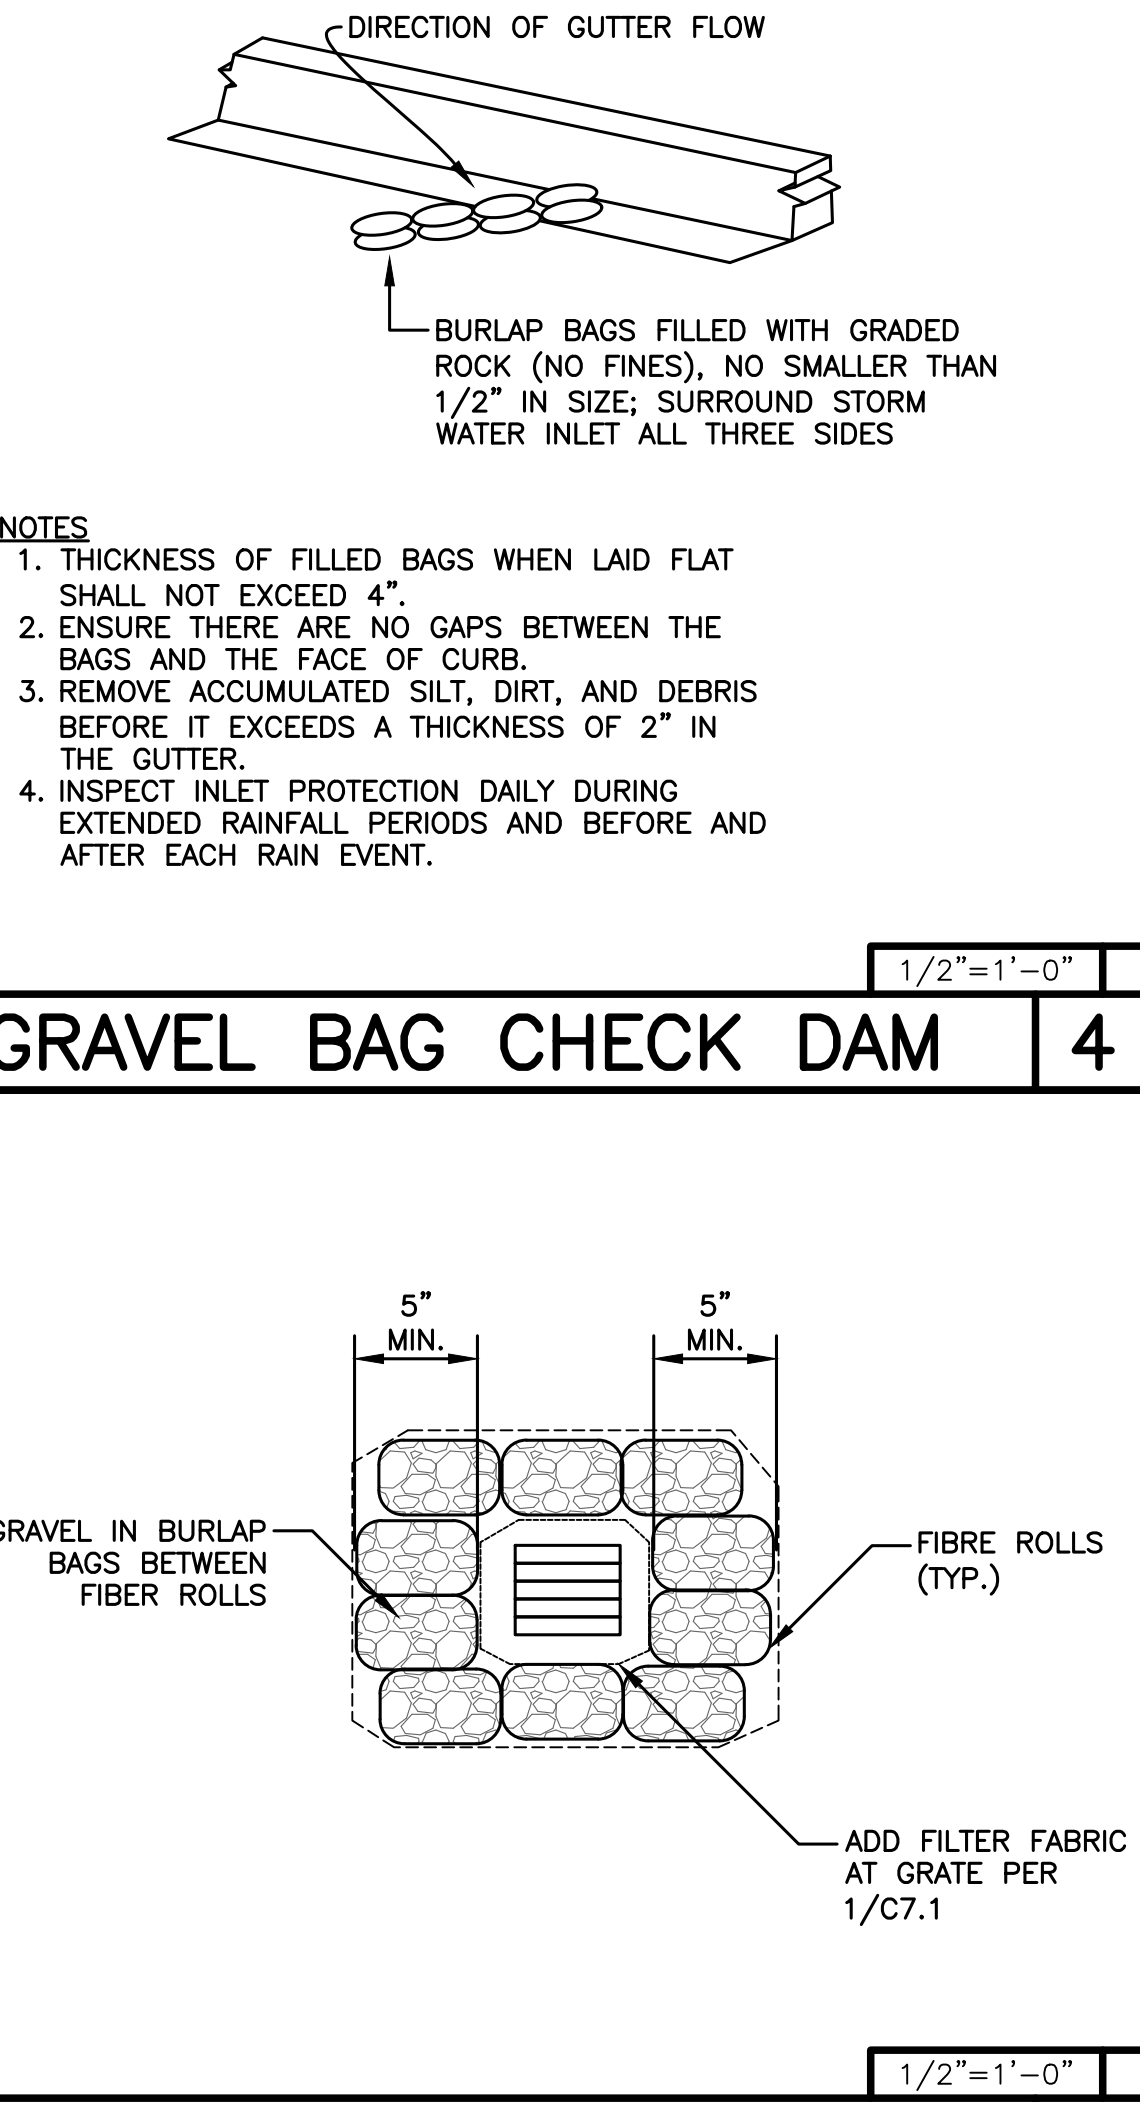 DIRECTION OF GUTTER FLOW
BURLAP BAGS FILLED WITH GRADED
ROCK (NO FINES), NO SMALLER THAN
1/2" IN SIZE; SURROUND STORM
WATER INLET ALL THREE SIDES
NOTES
1. THICKNESS OF FILLED BAGS WHEN LAID FLAT
SHALL NOT EXCEED 4".
2. ENSURE THERE ARE NO GAPS BETWEEN THE
BAGS AND THE FACE OF CURB.
3. REMOVE ACCUMULATED SILT, DIRT, AND DEBRIS
BEFORE IT EXCEEDS A THICKNESS OF 2" IN
THE GUTTER.
4. INSPECT INLET PROTECTION DAILY DURING
EXTENDED RAINFALL PERIODS AND BEFORE AND
AFTER EACH RAIN EVENT.
1/2"=1'-0"
GRAVEL BAG CHECK DAM 4
5" 5"
MIN. MIN.
GRAVEL IN BURLAP
BAGS BETWEEN
FIBER ROLLS
FIBRE ROLLS
(TYP.)
ADD FILTER FABRIC
AT GRATE PER
1/C7.1
1/2"=1'-0"